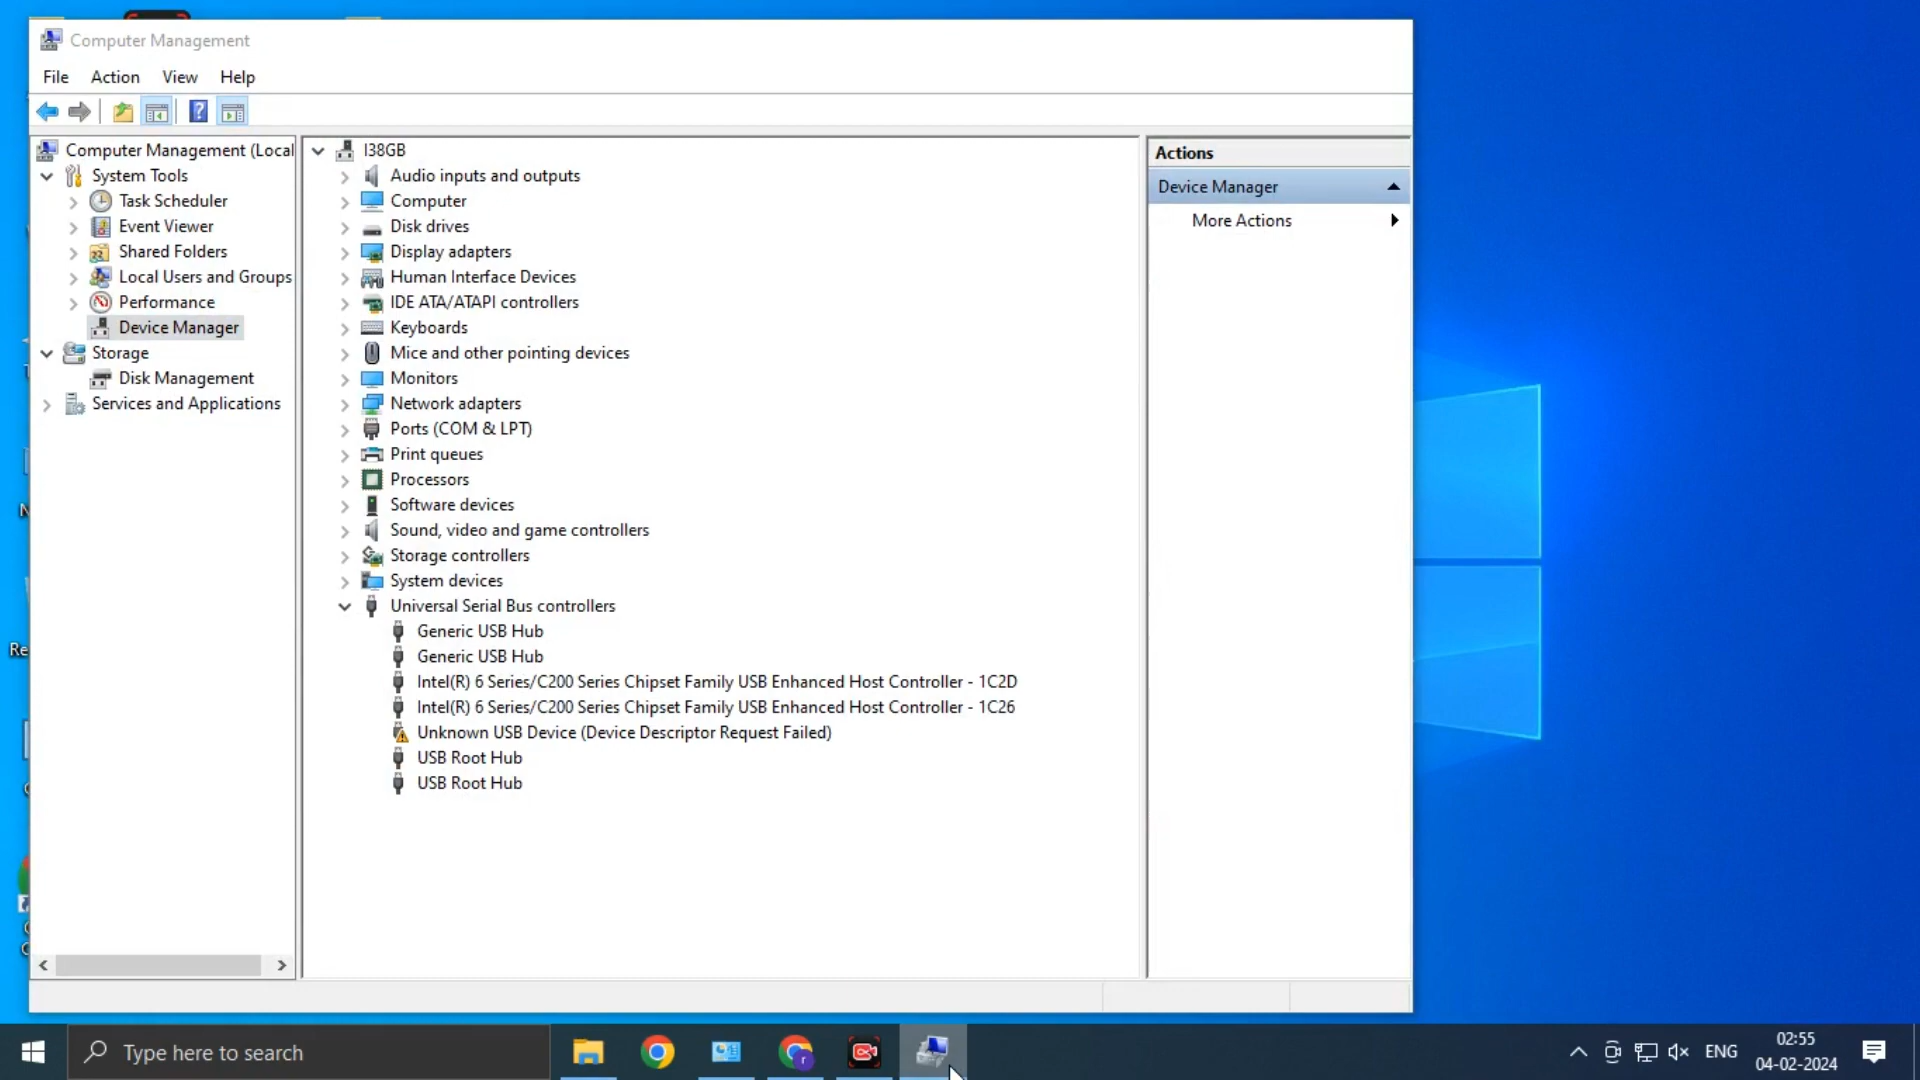 Computer Management
File Action View Help
Computer Management (Local
System Tools
Task Scheduler
Event Viewer
Shared Folders
Local Users and Groups
Performance
Device Manager
Storage
Disk Management
Services and Applications
I38GB
Audio inputs and outputs
Computer
Disk drives
Display adapters
Human Interface Devices
IDE ATA/ATAPI controllers
Keyboards
Mice and other pointing devices
Monitors
Network adapters
Ports (COM & LPT)
Print queues
Processors
Software devices
Sound, video and game controllers
Storage controllers
System devices
Universal Serial Bus controllers
Generic USB Hub
Generic USB Hub
Intel(R) 6 Series/C200 Series Chipset Family USB Enhanced Host Controller - 1C2D
Intel(R) 6 Series/C200 Series Chipset Family USB Enhanced Host Controller - 1C26
Unknown USB Device (Device Descriptor Request Failed)
USB Root Hub
USB Root Hub
Actions
Device Manager
More Actions
Re
Type here to search
ENG
02:55
04-02-2024